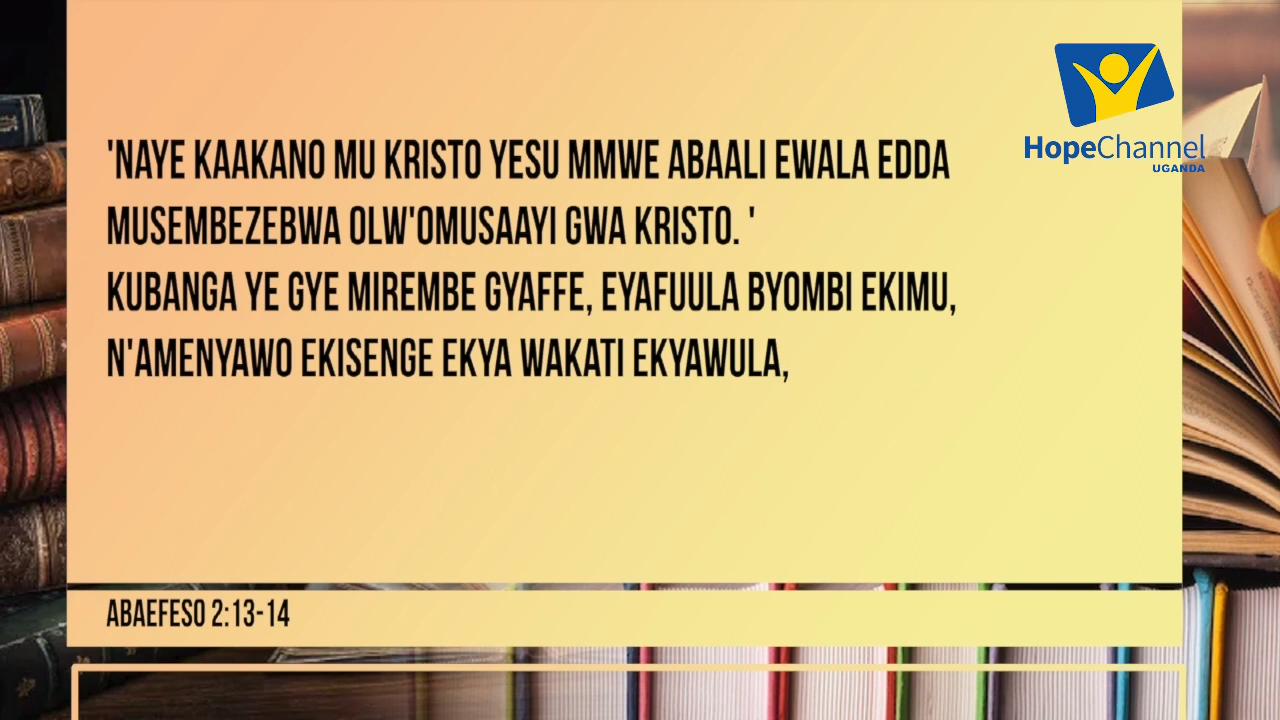 'NAYE KAAKANO MU KRISTO YESU MMWE ABAALI EWALA EDDA
MUSEMBEZEBWA OLW'OMUSAAYI GWA KRISTO. '
KUBANGA YE GYE MIREMBE GYAFFE, EYAFUULA BYOMBI EKIMU,
N'AMENYAWO EKISENGE EKYA WAKATI EKYAWULA,
ABAEFESO 2:13-14
HopeChannel
UGANDA